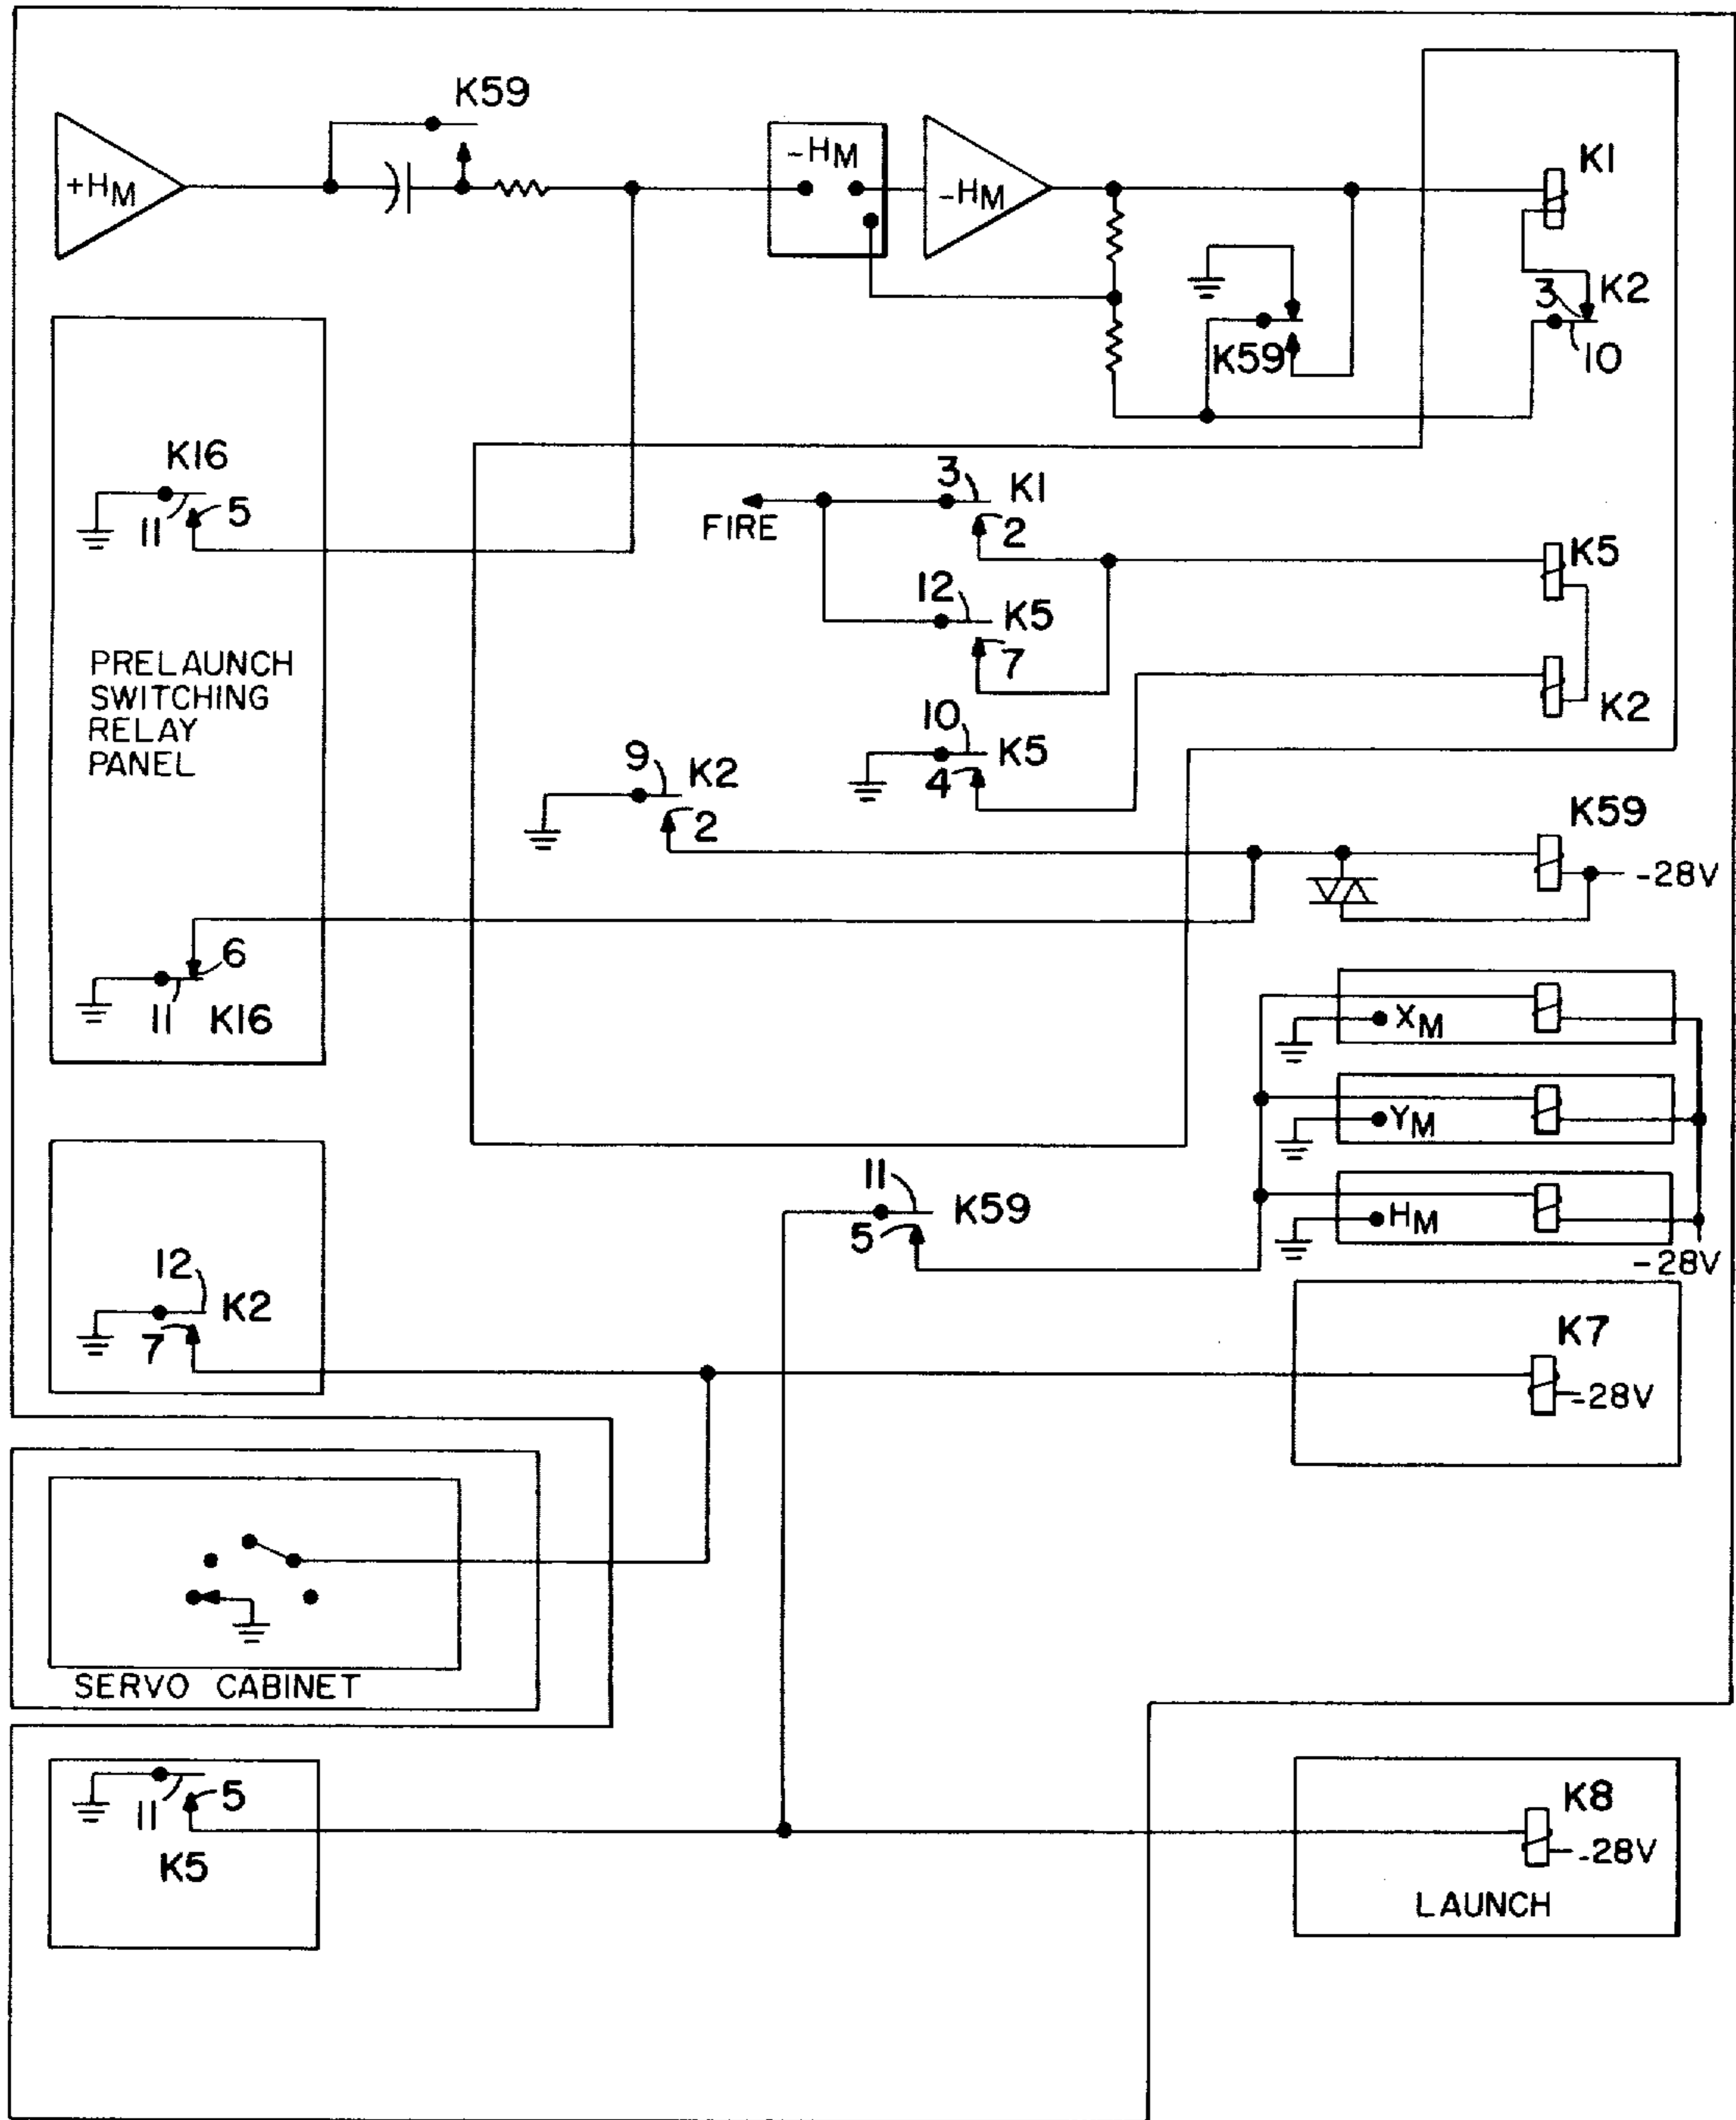 K59
+HM
-HM
-HM
K1
3
K2
K59
10
K16
5
11
3
K1
FIRE
2
K5
12
K5
7
PRELAUNCH
SWITCHING
RELAY
PANEL
K2
10
K5
4
9
K2
2
K59
-28V
6
11
K16
XM
YM
11
K59
5
HM
-28V
12
K2
7
K7
-28V
SERVO CABINET
5
11
K5
K8
-28V
LAUNCH